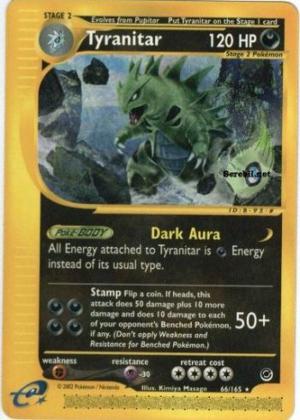 STAGE 2
Evolves from Pupitar
Put Tyranitar on the Stage 1 card
Tyranitar 120 HP
Stage 2 Pokémon
Serebii.net
Poké-BODY Dark Aura
All Energy attached to Tyranitar is Energy
instead of its usual type.
Stamp Flip a coin. If heads, this
attack does 50 damage plus 10 more
damage and does 10 damage to each
of your opponent's Benched Pokémon, if
any. (Don't apply Weakness and
Resistance for Benched Pokémon.)
50+
weakness resistance retreat cost
-30
e ©2002 Pokémon / Nintendo
Illus. Kimiya Masago
66/165